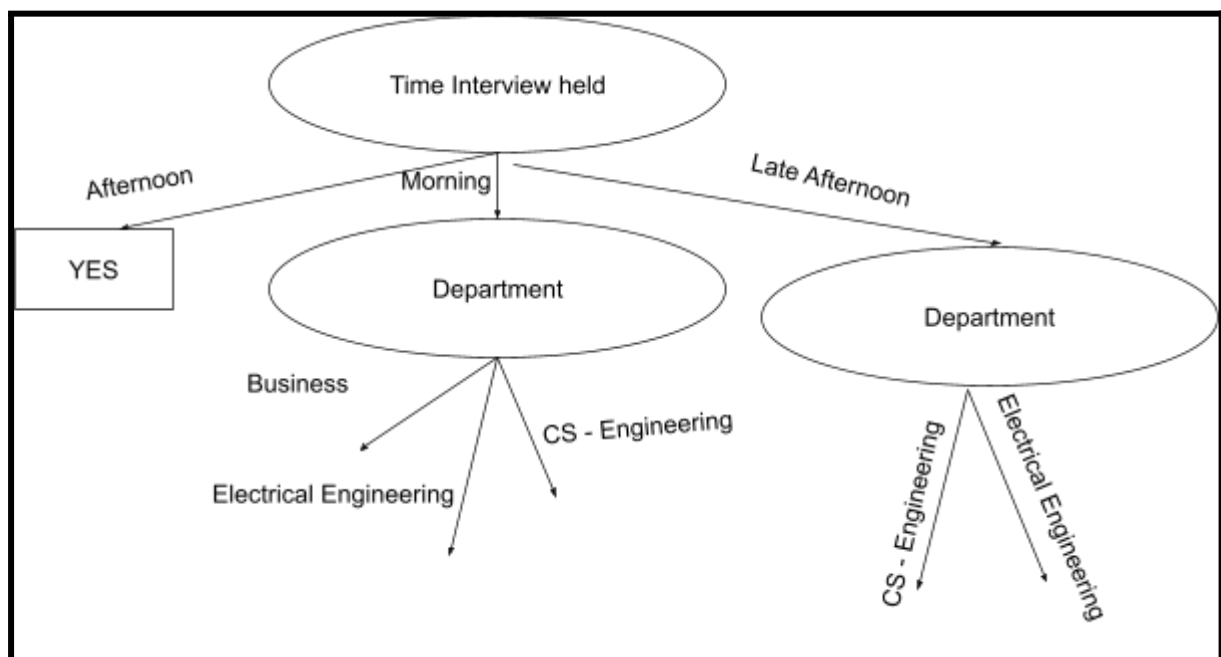 Time Interview held
Afternoon
Morning
Late Afternoon
YES
Department
Department
Business
CS - Engineering
Electrical Engineering
CS - Engineering
Electrical Engineering